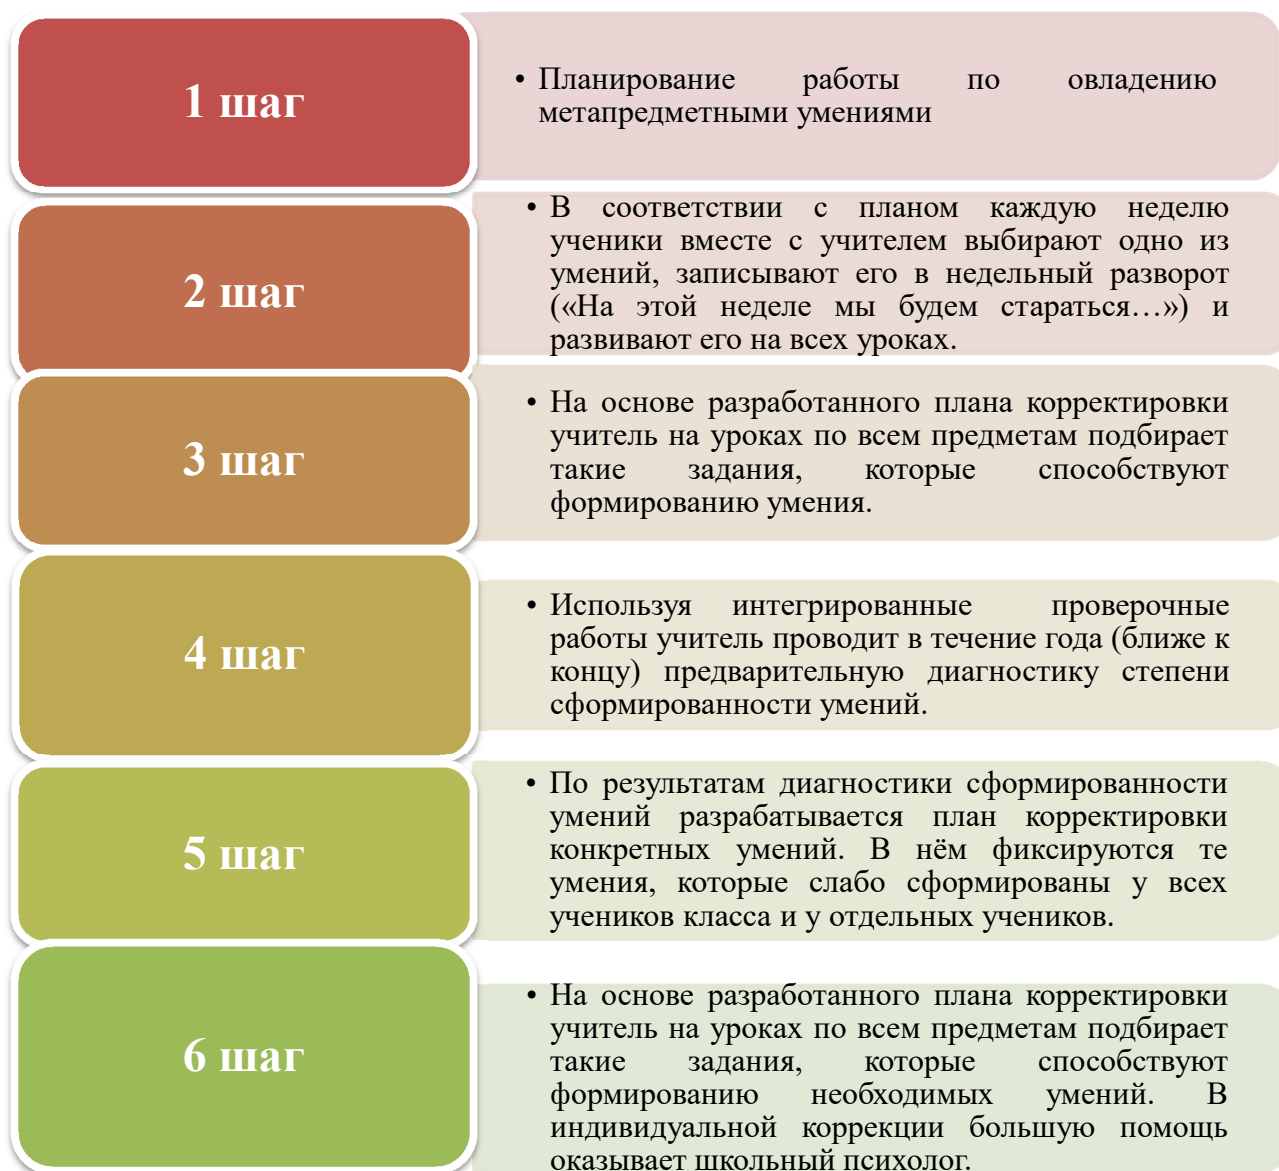 1 шаг
• Планирование работы по овладению
метапредметными умениями
2 шаг
• В соответствии с планом каждую неделю
ученики вместе с учителем выбирают одно из
умений, записывают его в недельный разворот
(«На этой неделе мы будем стараться…») и
развивают его на всех уроках.
3 шаг
• На основе разработанного плана корректировки
учитель на уроках по всем предметам подбирает
такие задания, которые способствуют
формированию умения.
4 шаг
• Используя интегрированные проверочные
работы учитель проводит в течение года (ближе к
концу) предварительную диагностику степени
сформированности умений.
5 шаг
• По результатам диагностики сформированности
умений разрабатывается план корректировки
конкретных умений. В нём фиксируются те
умения, которые слабо сформированы у всех
учеников класса и у отдельных учеников.
6 шаг
• На основе разработанного плана корректировки
учитель на уроках по всем предметам подбирает
такие задания, которые способствуют
формированию необходимых умений. В
индивидуальной коррекции большую помощь
оказывает школьный психолог.